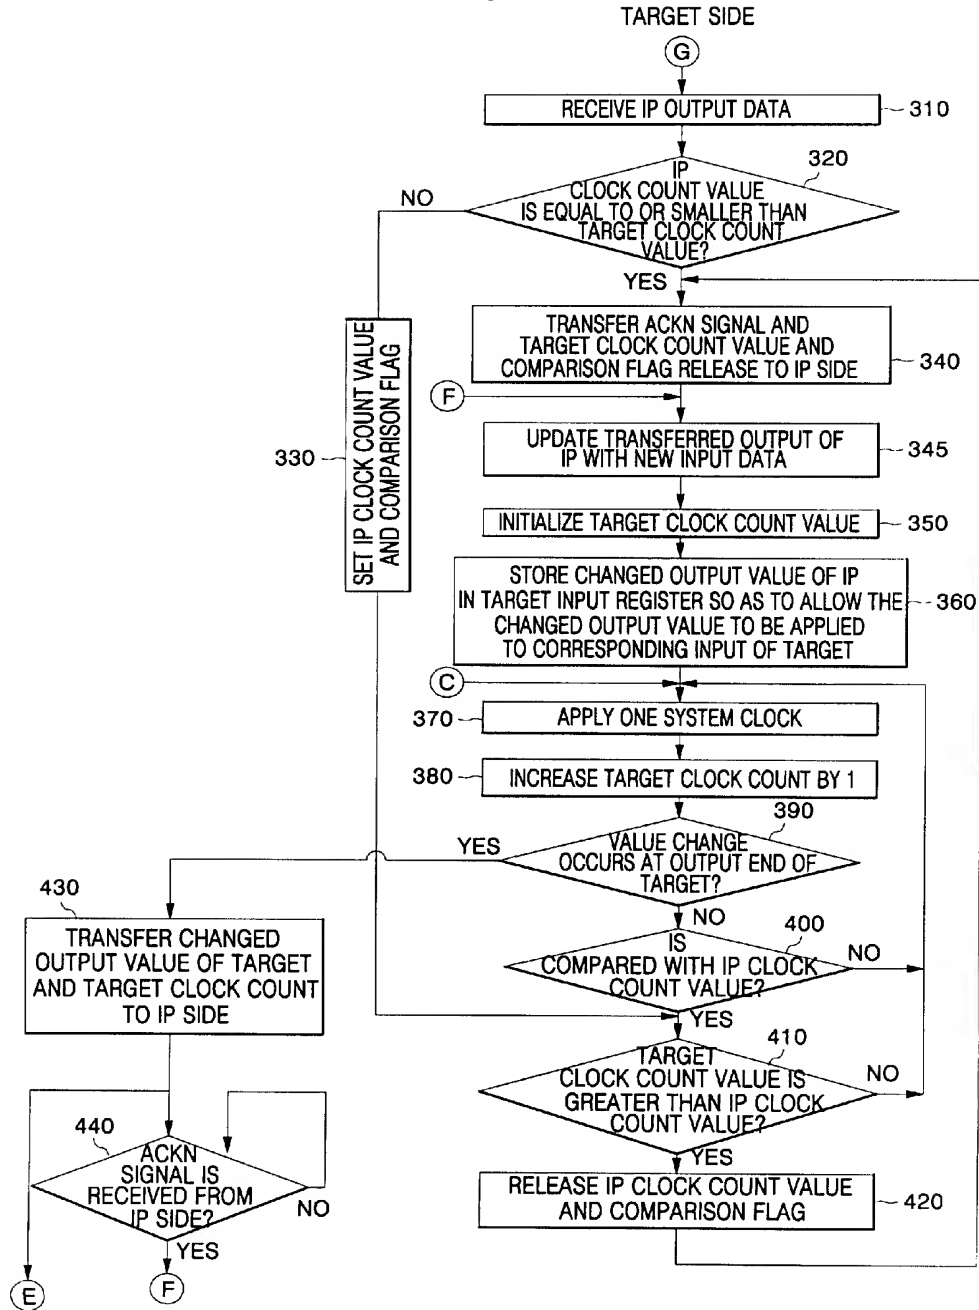 TARGET SIDE
G
RECEIVE IP OUTPUT DATA
310
320
IP
CLOCK COUNT VALUE
IS EQUAL TO OR SMALLER THAN
TARGET CLOCK COUNT
VALUE?
NO
YES
TRANSFER ACKN SIGNAL AND
TARGET CLOCK COUNT VALUE AND
COMPARISON FLAG RELEASE TO IP SIDE
340
SET IP CLOCK COUNT VALUE
AND COMPARISON FLAG
330
F
UPDATE TRANSFERRED OUTPUT OF
IP WITH NEW INPUT DATA
345
INITIALIZE TARGET CLOCK COUNT VALUE
350
STORE CHANGED OUTPUT VALUE OF IP
IN TARGET INPUT REGISTER SO AS TO ALLOW THE
CHANGED OUTPUT VALUE TO BE APPLIED
TO CORRESPONDING INPUT OF TARGET
360
C
370
APPLY ONE SYSTEM CLOCK
380
INCREASE TARGET CLOCK COUNT BY 1
390
VALUE CHANGE
OCCURS AT OUTPUT END OF
TARGET?
YES
NO
430
TRANSFER CHANGED
OUTPUT VALUE OF TARGET
AND TARGET CLOCK COUNT
TO IP SIDE
400
IS
COMPARED WITH IP CLOCK
COUNT VALUE?
NO
YES
410
TARGET
CLOCK COUNT VALUE IS
GREATER THAN IP CLOCK
COUNT VALUE?
NO
YES
440
ACKN
SIGNAL IS
RECEIVED FROM
IP SIDE?
NO
YES
RELEASE IP CLOCK COUNT VALUE
AND COMPARISON FLAG
420
E
F